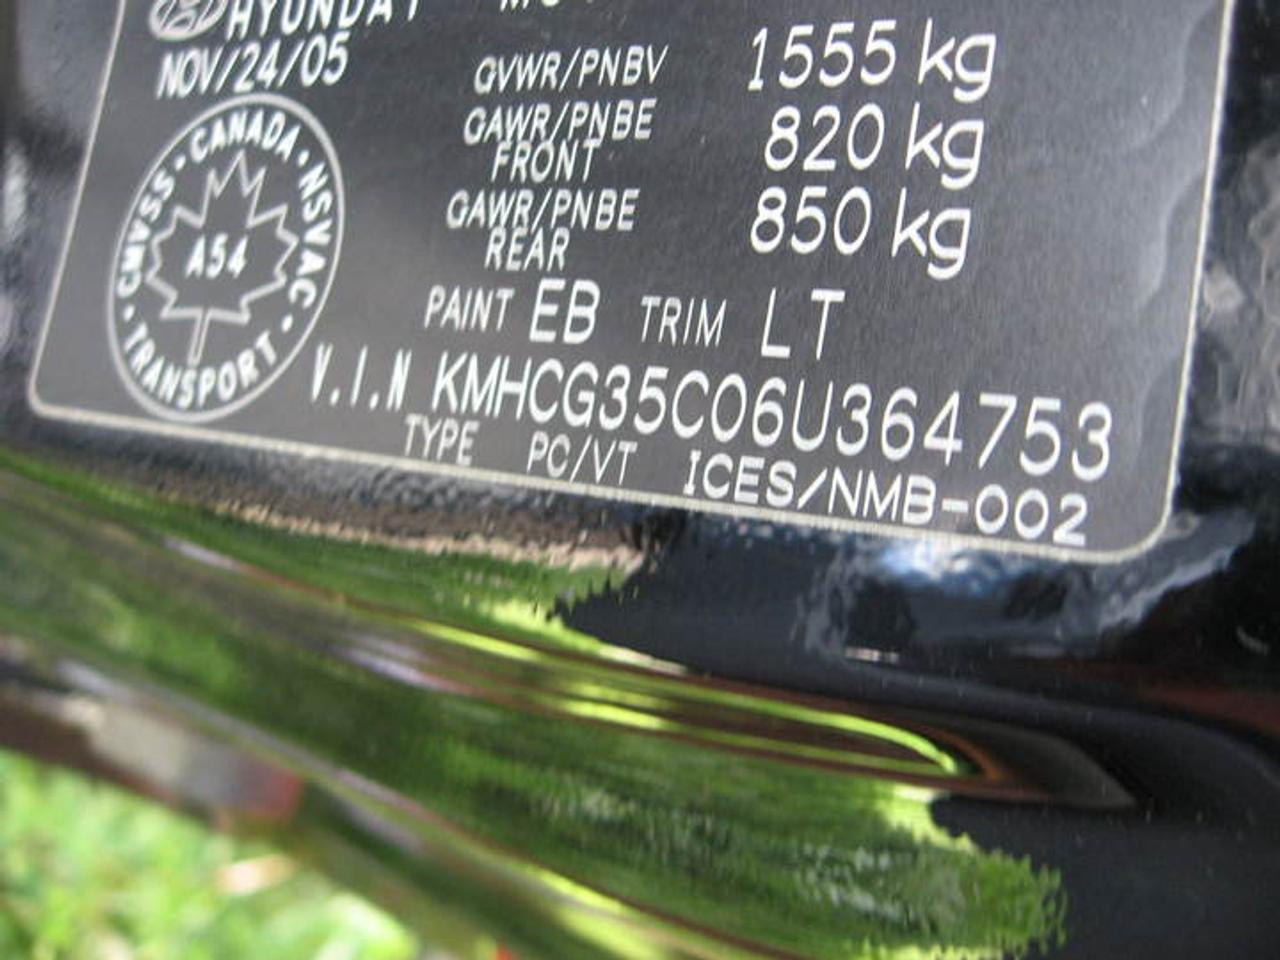 HYUNDAI
NOV/24/05
GVWR/PNBV 1555 kg
GAWR/PNBE 820 kg
FRONT
GAWR/PNBE 850 kg
REAR
CANADA · NSVAC · TRANSPORT · CMVSS ·
A54
PAINT EB TRIM LT
V.I.N KMHCG35C06U364753
TYPE PC/VT ICES/NMB-002